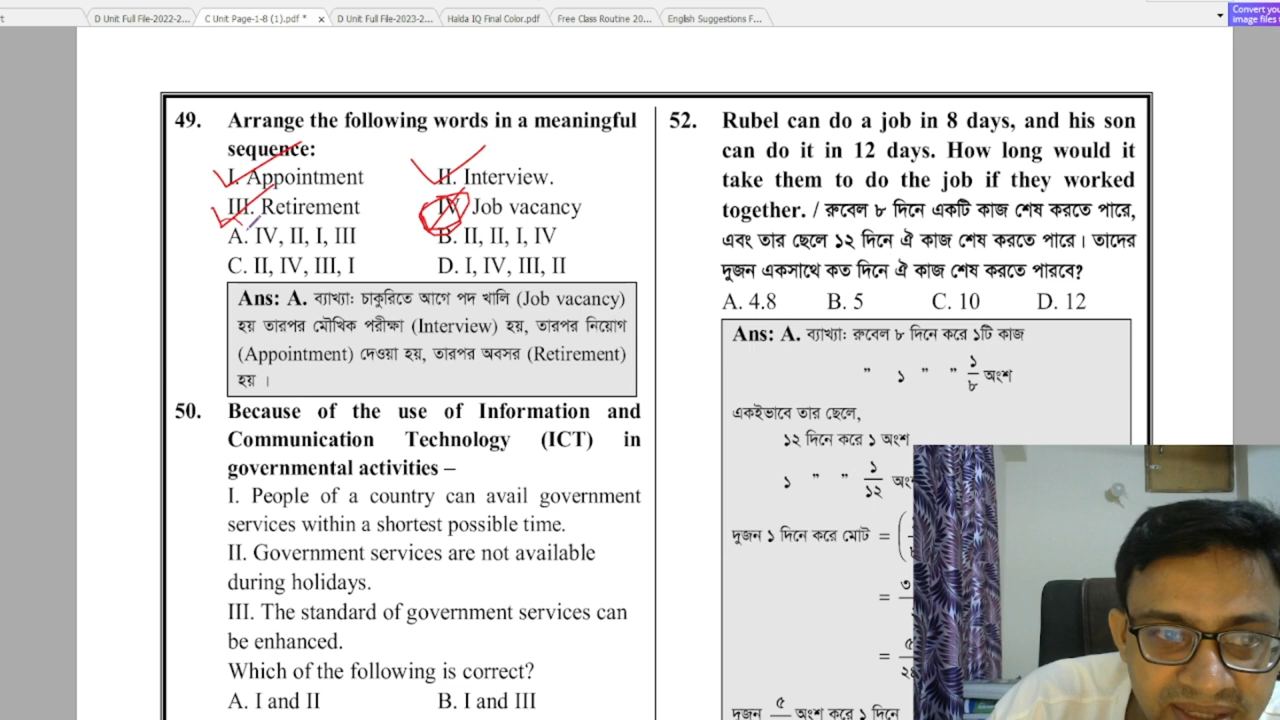 t
D Unit Full File-2022-2...
C Unit Page-1-8 (1).pdf *
x
D Unit Full File-2023-2...
Halda IQ Final Color.pdf
Free Class Routine 20...
English Suggestions F...
Convert you
image files t
49. Arrange the following words in a meaningful
sequence:
I. Appointment II. Interview.
III. Retirement IV. Job vacancy
A. IV, II, I, III B. II, II, I, IV
C. II, IV, III, I D. I, IV, III, II
Ans: A. ব্যাখ্যাঃ চাকুরিতে আগে পদ খালি (Job vacancy)
হয় তারপর মৌখিক পরীক্ষা (Interview) হয়, তারপর নিয়োগ
(Appointment) দেওয়া হয়, তারপর অবসর (Retirement)
হয় ।
50. Because of the use of Information and
Communication Technology (ICT) in
governmental activities –
I. People of a country can avail government
services within a shortest possible time.
II. Government services are not available
during holidays.
III. The standard of government services can
be enhanced.
Which of the following is correct?
A. I and II B. I and III
52. Rubel can do a job in 8 days, and his son
can do it in 12 days. How long would it
take them to do the job if they worked
together. / রুবেল ৮ দিনে একটি কাজ শেষ করতে পারে,
এবং তার ছেলে ১২ দিনে ঐ কাজ শেষ করতে পারে। তাদের
দুজন একসাথে কত দিনে ঐ কাজ শেষ করতে পারবে?
A. 4.8 B. 5 C. 10 D. 12
Ans: A. ব্যাখ্যাঃ রুবেল ৮ দিনে করে ১টি কাজ
" ১ " " ১/৮ অংশ
একইভাবে তার ছেলে,
১২ দিনে করে ১ অংশ
১ " " ১/১২ অং
দুজন ১ দিনে করে মোট = (
= ৩
= ৫/২৪
দুজন ৫ অংশ করে ১ দিনে